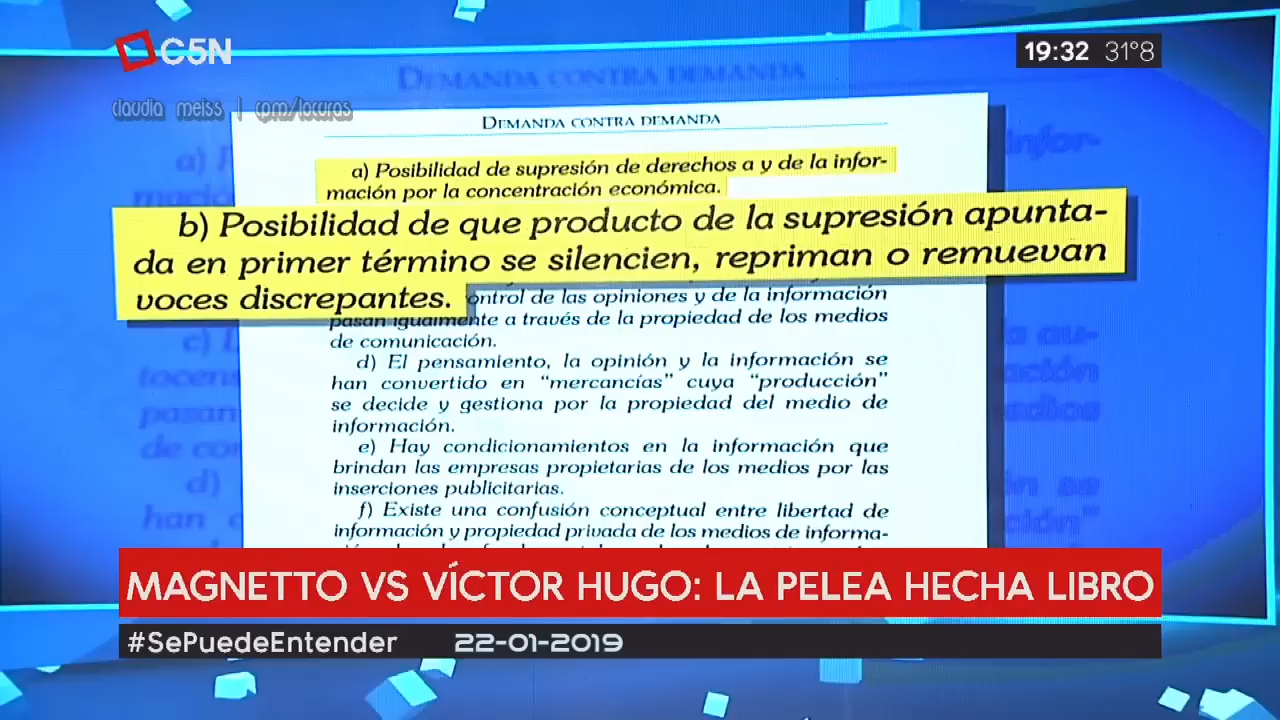 C5N
19:32 31°8
claudia meiss | cpm/locuras
DEMANDA CONTRA DEMANDA
DEMANDA CONTRA DEMANDA
a) Posibilidad de supresión de derechos a y de la infor-
mación por la concentración económica.
b) Posibilidad de que producto de la supresión apunta-
da en primer término se silencien, repriman o remuevan
voces discrepantes.
ontrol de las opiniones y de la información
pasan igualmente a través de la propiedad de los medios
de comunicación.
d) El pensamiento, la opinión y la información se
han convertido en “mercancías” cuya “producción”
se decide y gestiona por la propiedad del medio de
información.
e) Hay condicionamientos en la información que
brindan las empresas propietarias de los medios por las
inserciones publicitarias.
f) Existe una confusión conceptual entre libertad de
información y propiedad privada de los medios de informa-
MAGNETTO VS VÍCTOR HUGO: LA PELEA HECHA LIBRO
#SePuedeEntender 22-01-2019